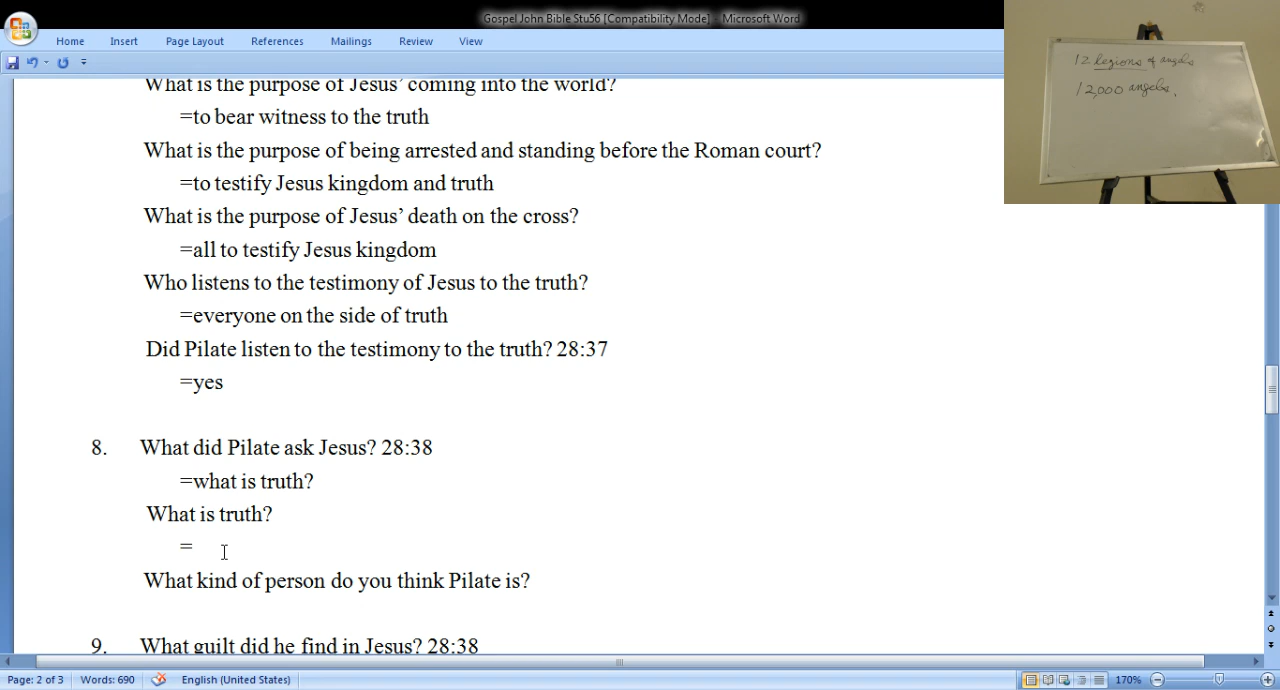 Gospel John Bible Stu56 [Compatibility Mode] - Microsoft Word
Home Insert Page Layout References Mailings Review View
12 legions of angels
12,000 angels.
What is the purpose of Jesus’ coming into the world?
=to bear witness to the truth
What is the purpose of being arrested and standing before the Roman court?
=to testify Jesus kingdom and truth
What is the purpose of Jesus’ death on the cross?
=all to testify Jesus kingdom
Who listens to the testimony of Jesus to the truth?
=everyone on the side of truth
Did Pilate listen to the testimony to the truth? 28:37
=yes
8. What did Pilate ask Jesus? 28:38
=what is truth?
What is truth?
=
What kind of person do you think Pilate is?
9. What guilt did he find in Jesus? 28:38
Page: 2 of 3 Words: 690 English (United States) 170%